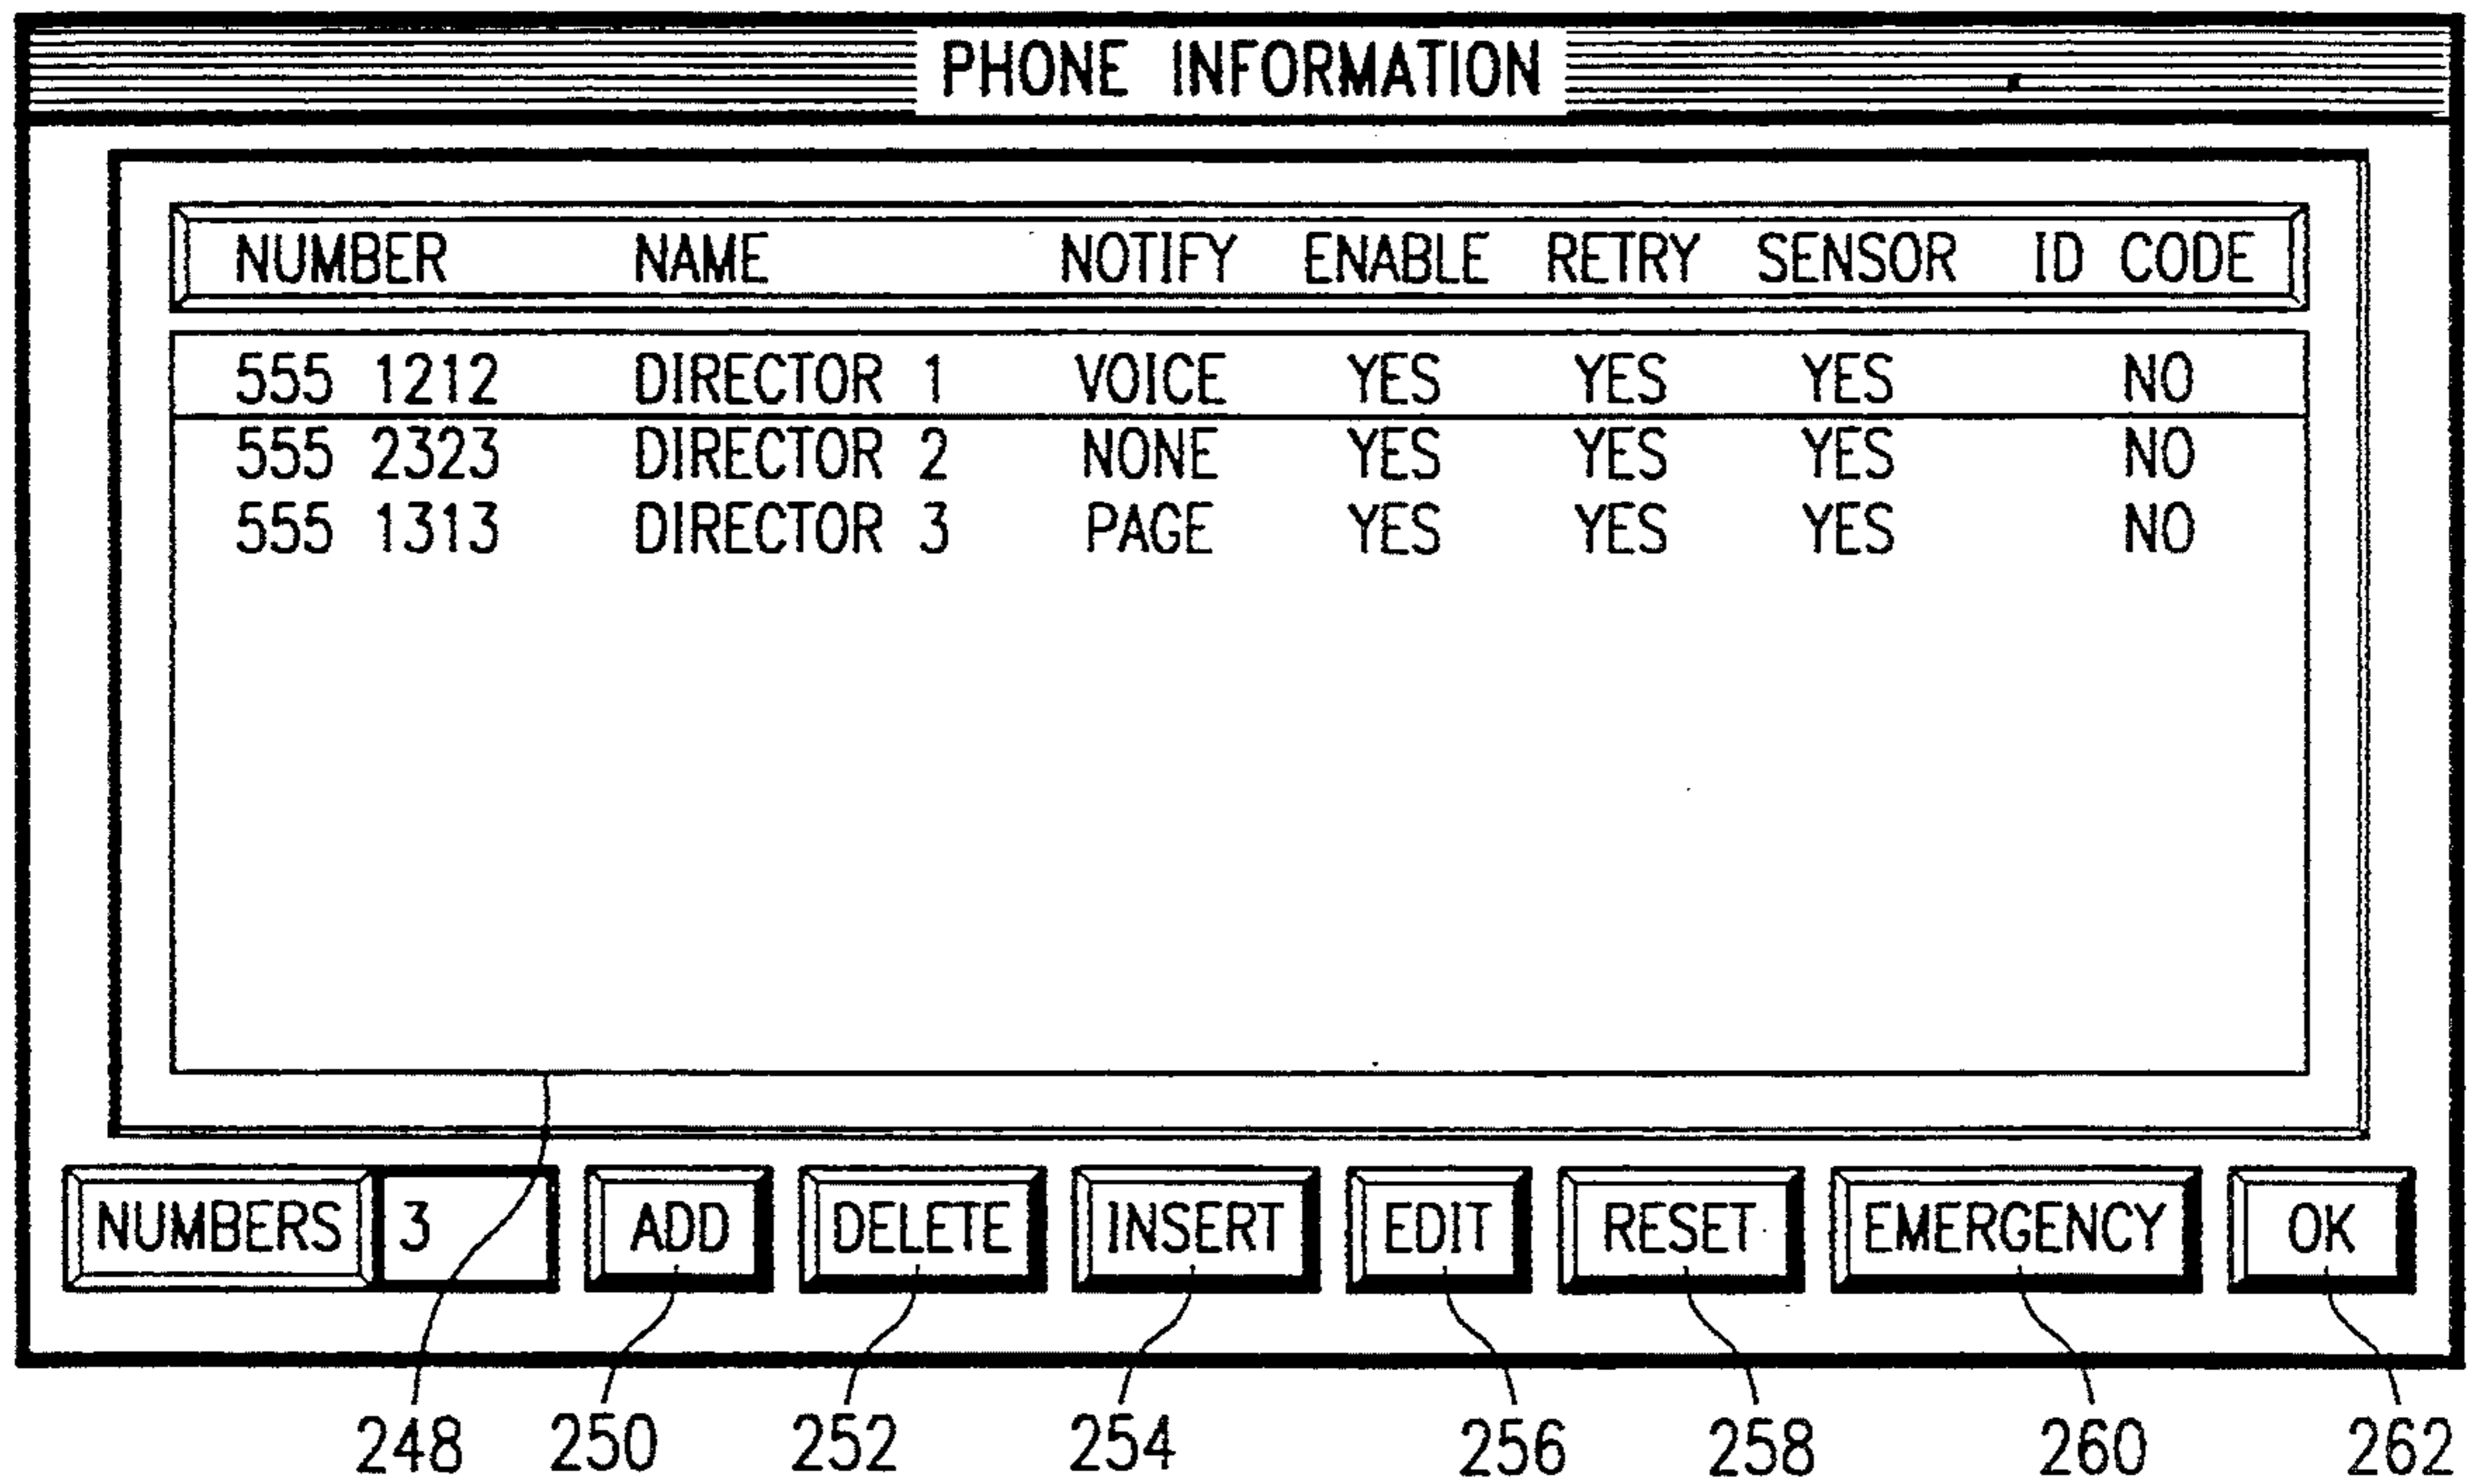 PHONE INFORMATION
NUMBER NAME NOTIFY ENABLE RETRY SENSOR ID CODE
555 1212 DIRECTOR 1 VOICE YES YES YES NO
555 2323 DIRECTOR 2 NONE YES YES YES NO
555 1313 DIRECTOR 3 PAGE YES YES YES NO
NUMBERS 3 ADD DELETE INSERT EDIT RESET EMERGENCY OK
248 250 252 254 256 258 260 262